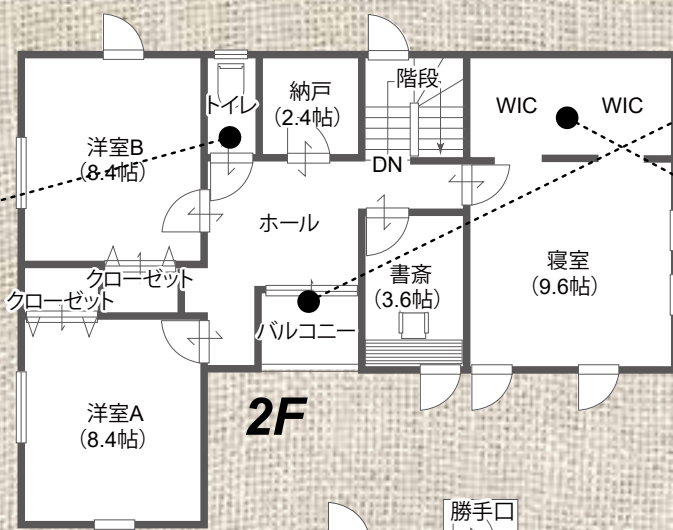 階段
WIC
WIC
納戸
(2.4帖)
トイレ
洋室B
(8.4帖)
DN
ホール
クローゼット
クローゼット
書斎
(3.6帖)
寝室
(9.6帖)
バルコニー
洋室A
(8.4帖)
2F
勝手口